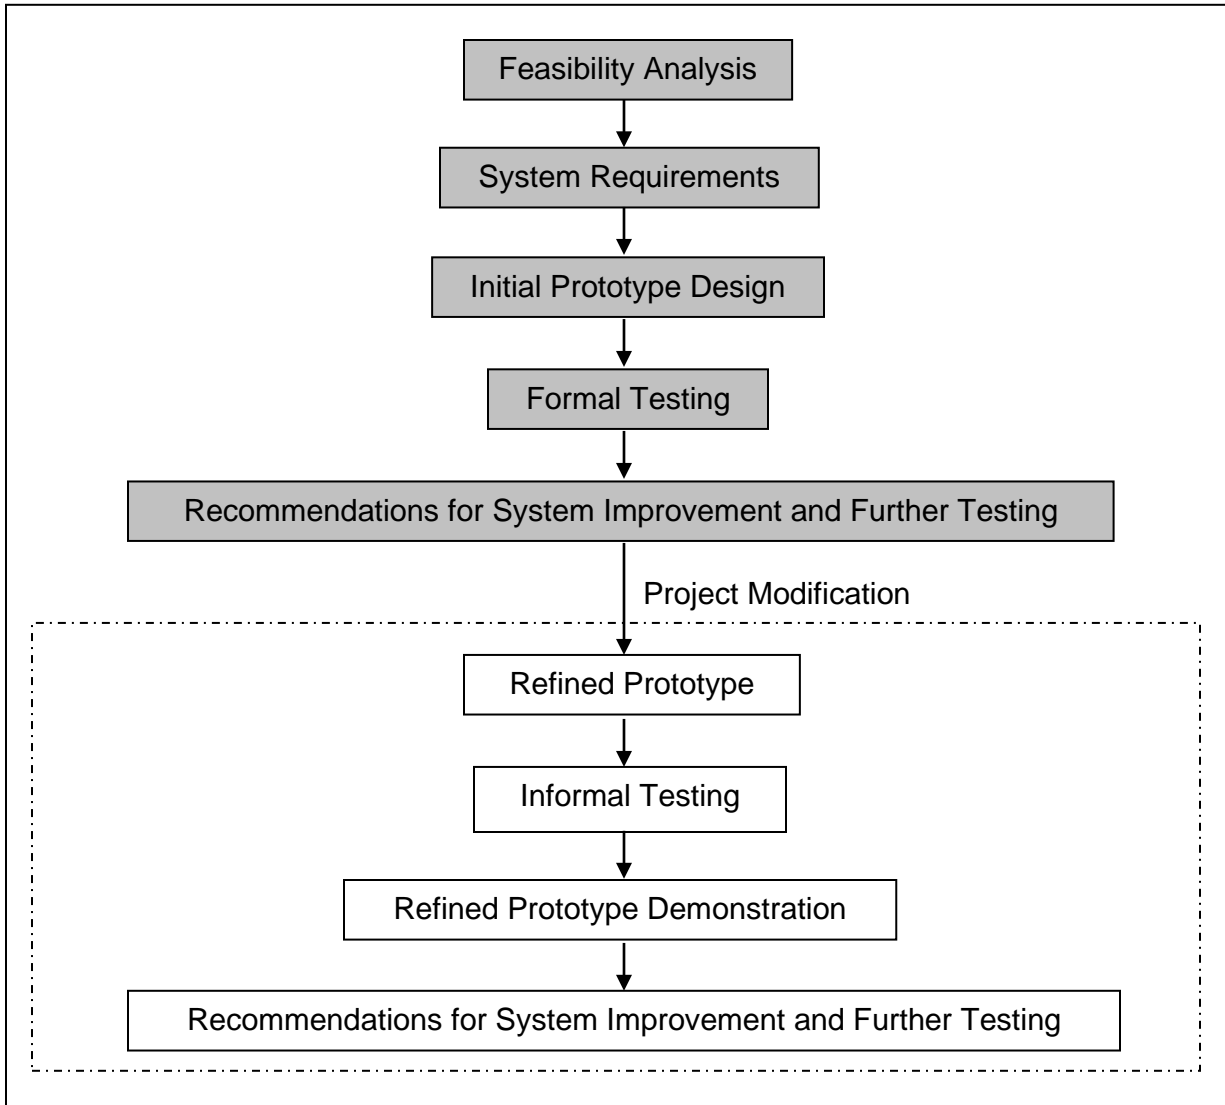 Feasibility Analysis
System Requirements
Initial Prototype Design
Formal Testing
Recommendations for System Improvement and Further Testing
Project Modification
Refined Prototype
Informal Testing
Refined Prototype Demonstration
Recommendations for System Improvement and Further Testing